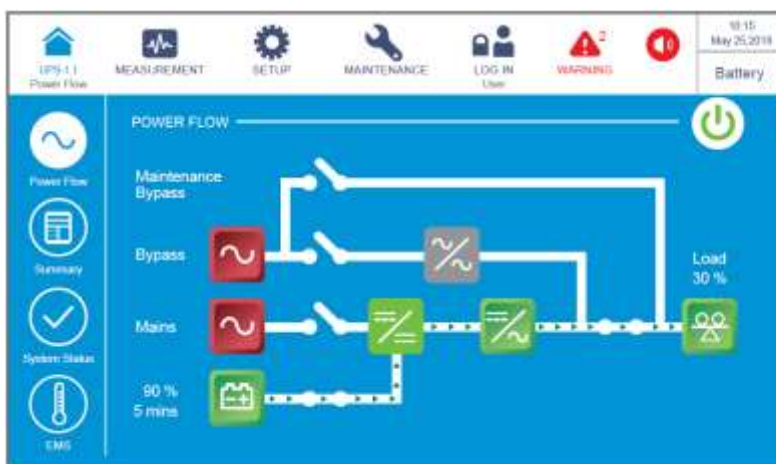 10:15
May 25,2018
UPS-1.1
Power Flow
MEASUREMENT
SETUP
MAINTENANCE
LOG IN
User
2
WARNING
Battery
POWER FLOW
Power Flow
Maintenance
Bypass
Summary
Bypass
Load
30 %
Mains
System Status
90 %
5 mins
EMS